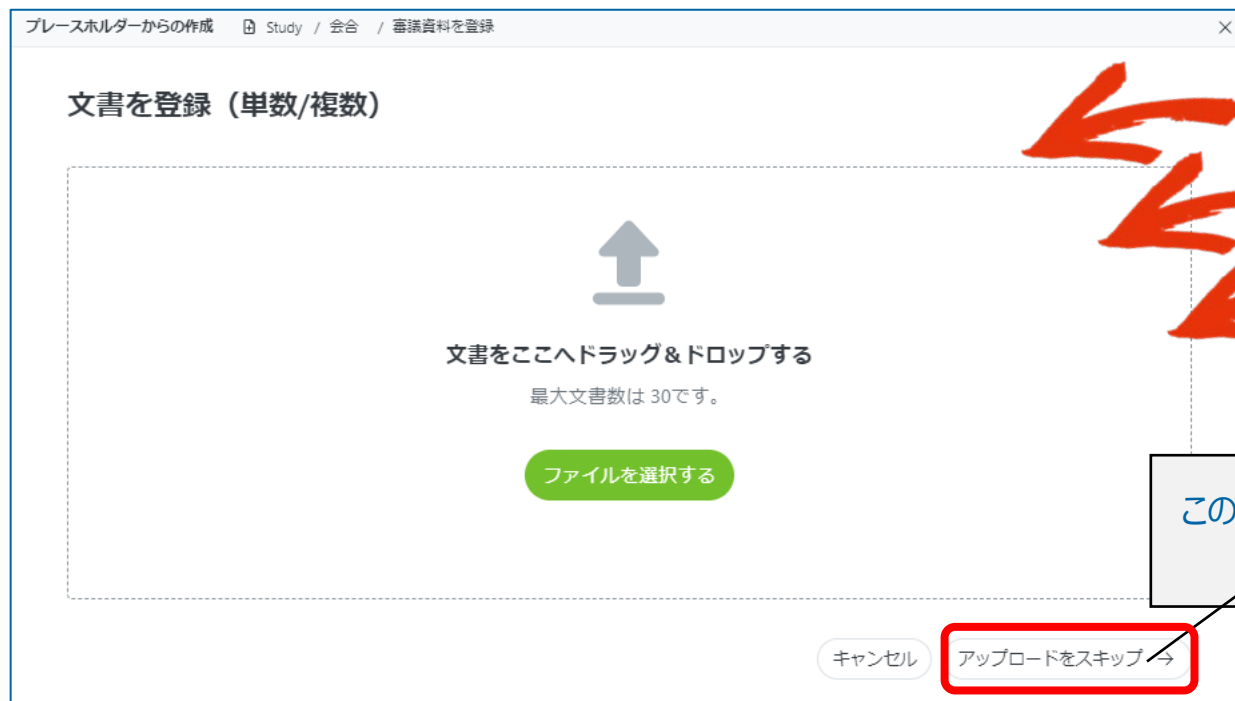 プレースホルダーからの作成 Study / 会合 / 審議資料を登録
文書を登録（単数/複数）
文書をここへドラッグ＆ドロップする
最大文書数は 30です。
ファイルを選択する
この
キャンセル アップロードをスキップ →